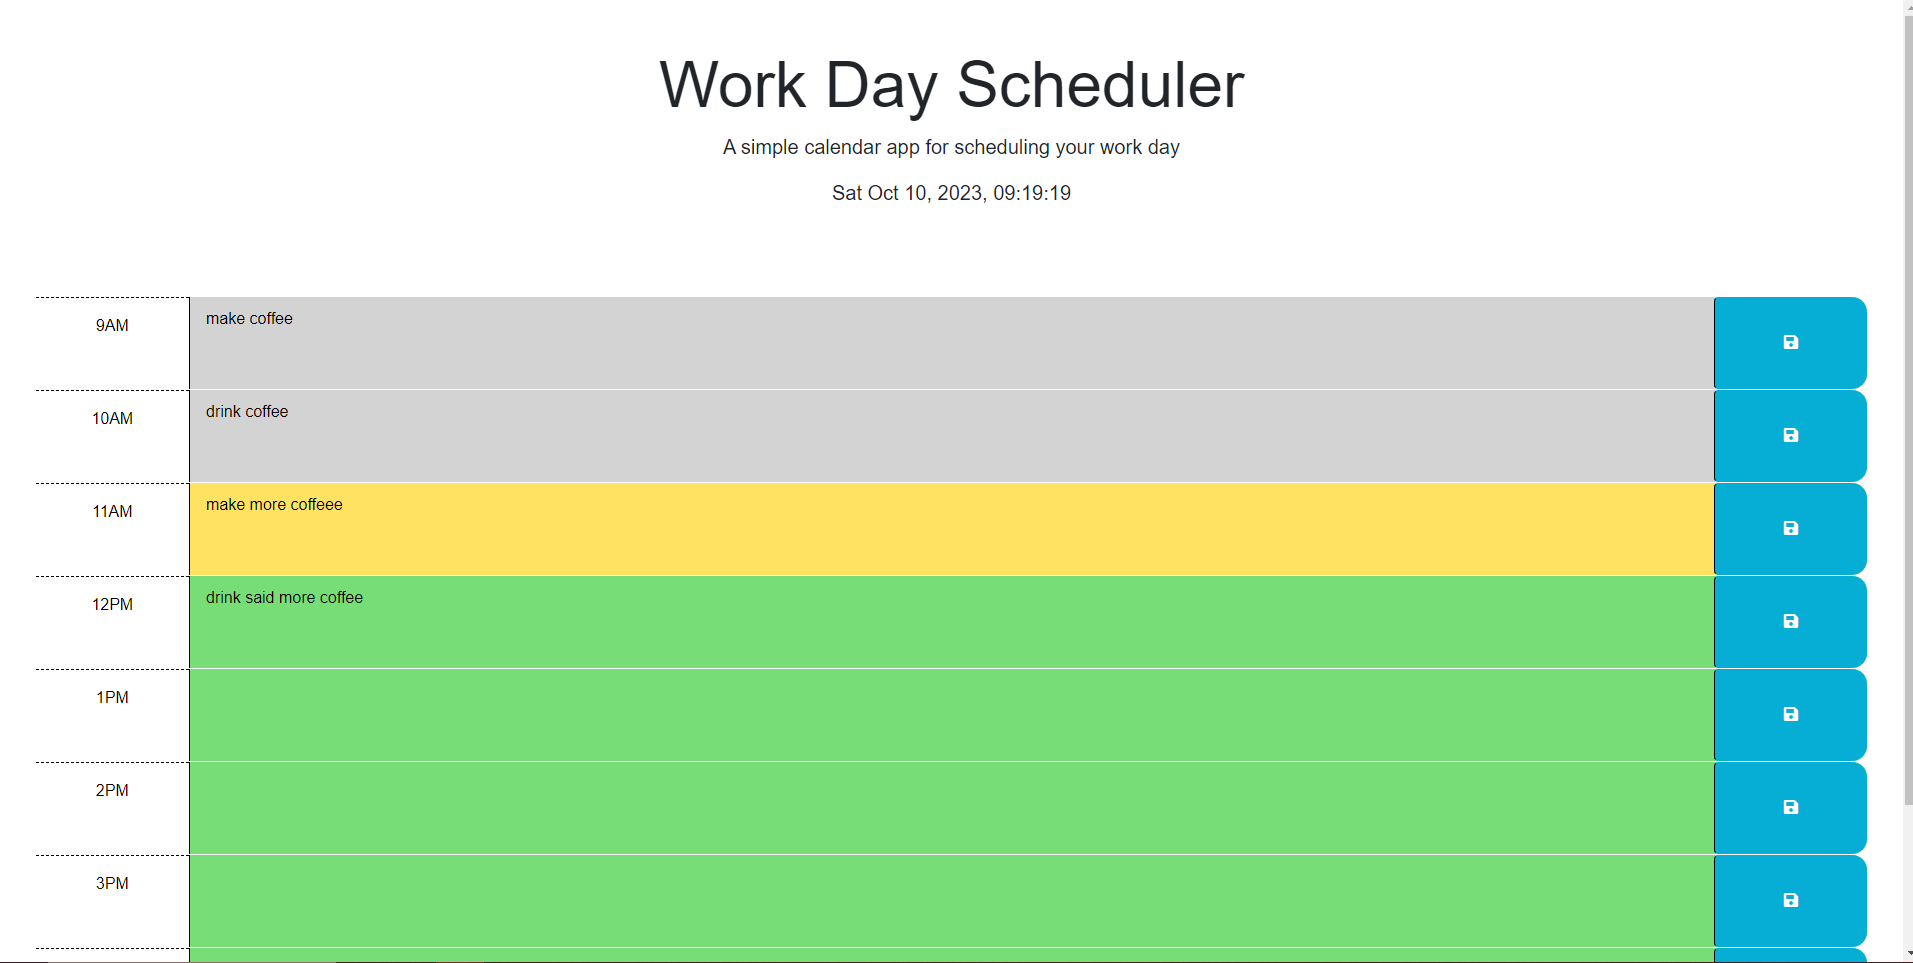 Work Day Scheduler
A simple calendar app for scheduling your work day
Sat Oct 10, 2023, 09:19:19
9AM
make coffee
10AM
drink coffee
11AM
make more coffeee
12PM
drink said more coffee
1PM
2PM
3PM